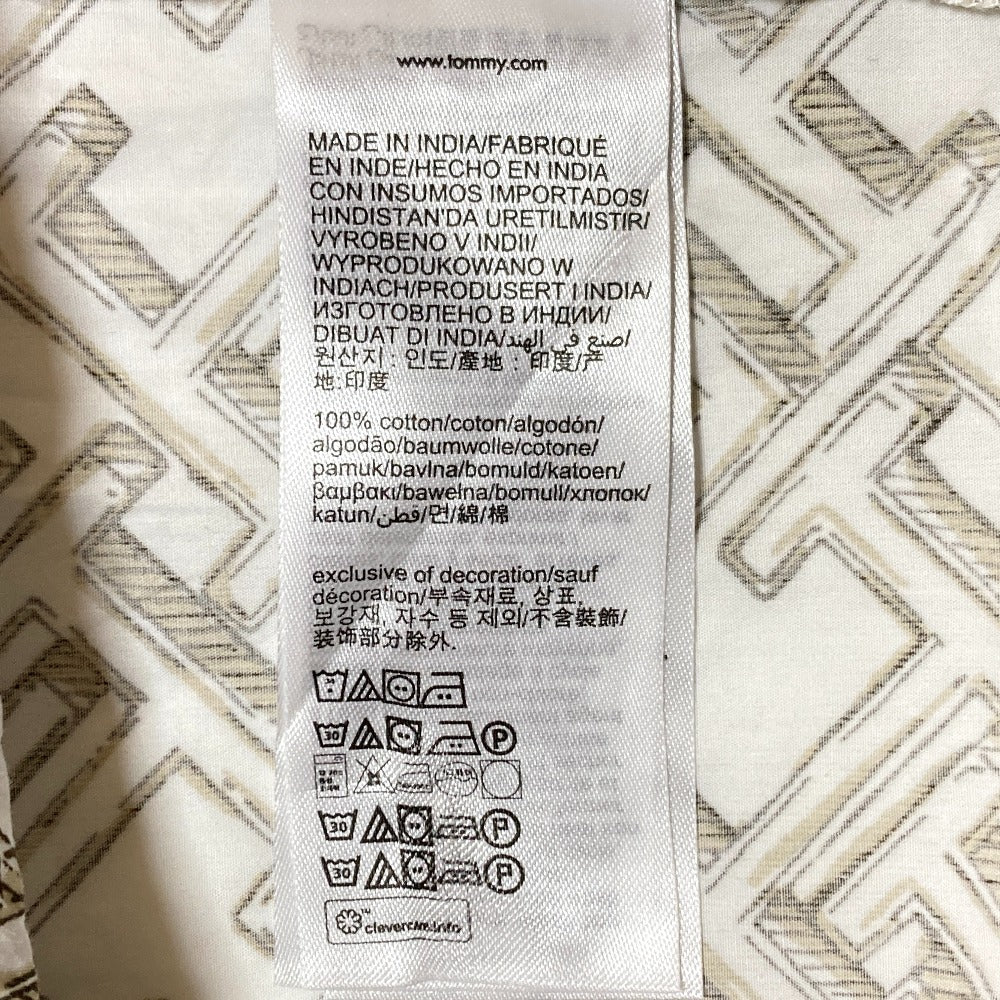 www.tommy.com
MADE IN INDIA/FABRIQUÉ
EN INDE/HECHO EN INDIA
CON INSUMOS IMPORTADOS/
HINDISTAN'DA URETILMISTIR/
VYROBENO V INDII/
WYPRODUKOWANO W
INDIACH/PRODUSERT I INDIA/
ИЗГОТОВЛЕНО В ИНДИИ/
DIBUAT DI INDIA/اصنع في الهند/
원산지 : 인도/產地 : 印度/产
地:印度
100% cotton/coton/algodón/
algodão/baumwolle/cotone/
pamuk/bavlna/bomuld/katoen/
βαμβακι/bawełna/bomull/хлопок/
katun/قطن/면/綿/棉
exclusive of decoration/sauf
décoration/부속재료, 상표,
보강재, 자수 등 제외/不含裝飾/
装饰部分除外.
30 P
30 P
30 P
clevercare.info